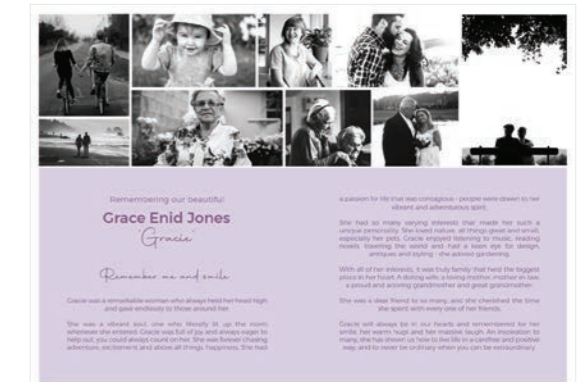 Remembering our beautiful
Grace Enid Jones
"Gracie"
Remember me and smile
Gracie was a remarkable woman who always held her head high
and gave endlessly to those around her.
She was a vibrant soul, one who literally lit up the room
whenever she entered. Gracie was full of joy and always eager to
help out, you could always count on her. She was forever chasing
adventure, excitement and above all things, happiness. She had
a passion for life that was contagious - people were drawn to her
vibrant and adventurous spirit.
She had so many varying interests that made her such a
unique personality. She loved nature, all things great and small,
especially her pets. Gracie enjoyed listening to music, reading
novels, traveling the world and had a keen eye for design,
antiques and styling - she adored gardening.
With all of her interests, it was truly family that held the biggest
place in her heart. A doting wife, a loving mother, mother-in-law,
a proud and adoring grandmother and great grandmother.
She was a dear friend to so many, and she cherished the time
she spent with every one of her friends.
Gracie will always be in our hearts and remembered for her
smile, her warm hugs and her massive laugh. An inspiration to
many, she has shown us how to live life in a carefree and positive
way, and to never be ordinary when you can be extraordinary.